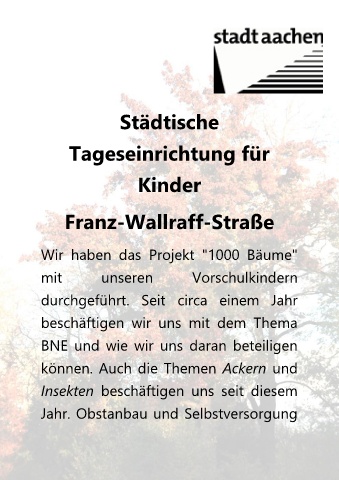 stadt aachen
Städtische
Tageseinrichtung für
Kinder
Franz-Wallraff-Straße
Wir haben das Projekt "1000 Bäume"
mit unseren Vorschulkindern
durchgeführt. Seit circa einem Jahr
beschäftigen wir uns mit dem Thema
BNE und wie wir uns daran beteiligen
können. Auch die Themen Ackern und
Insekten beschäftigen uns seit diesem
Jahr. Obstanbau und Selbstversorgung